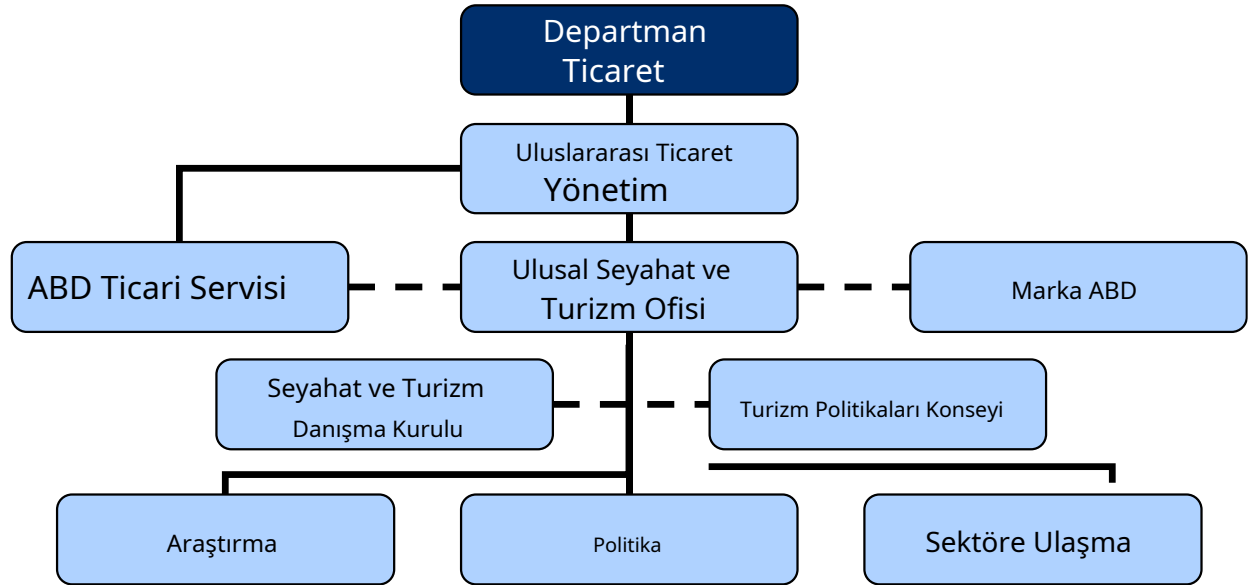 Departman
Ticaret
Uluslararası Ticaret
Yönetim
ABD Ticari Servisi
Ulusal Seyahat ve
Turizm Ofisi
Marka ABD
Seyahat ve Turizm
Danışma Kurulu
Turizm Politikaları Konseyi
Araştırma
Politika
Sektöre Ulaşma